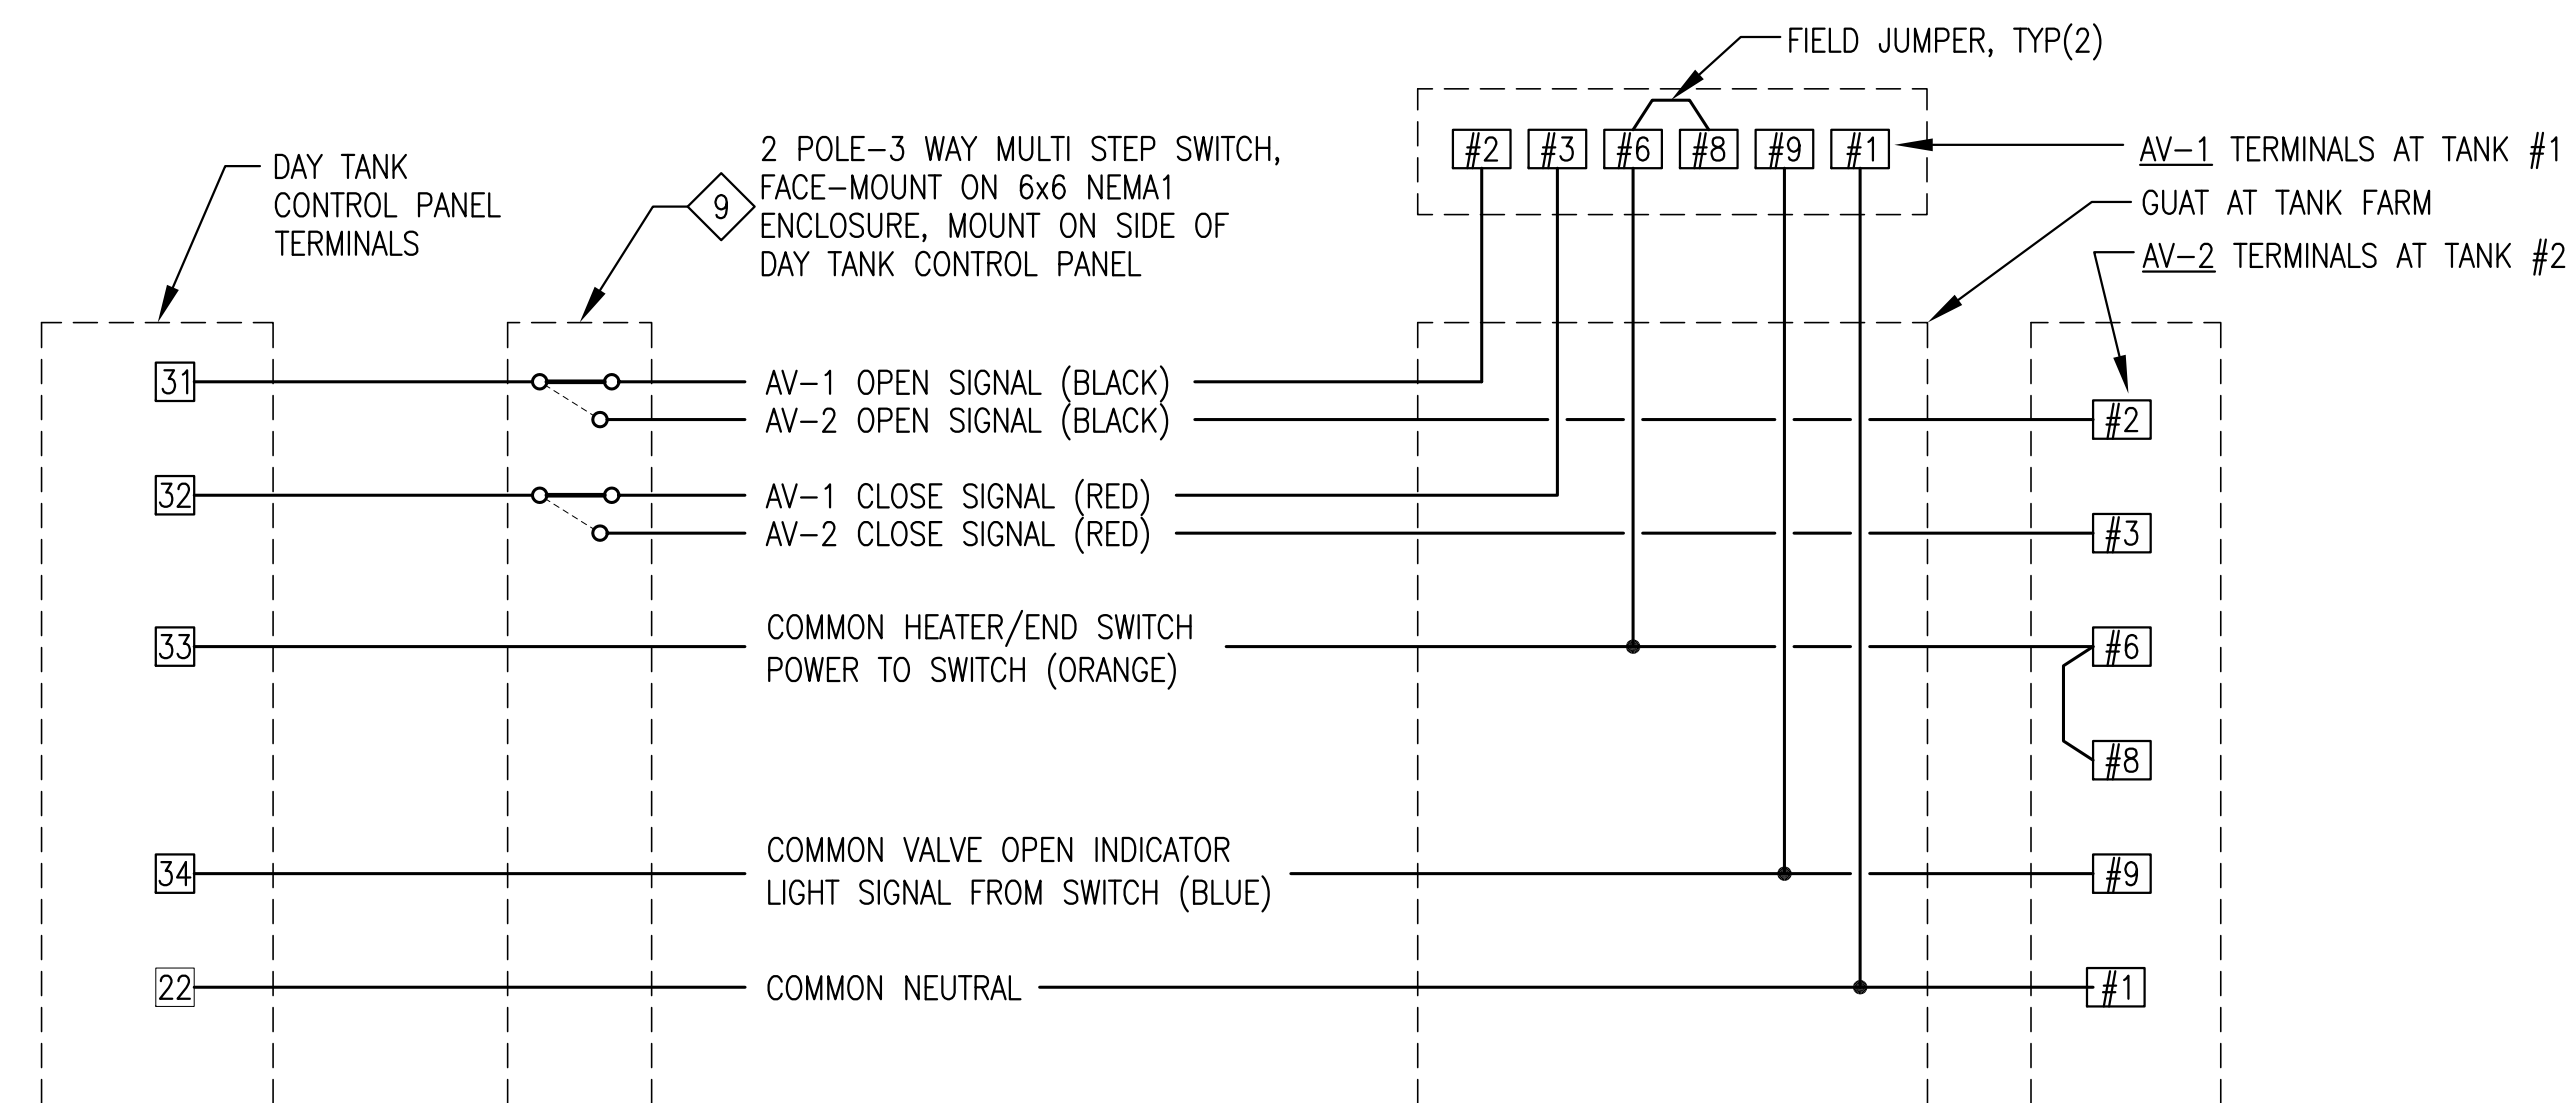 FIELD JUMPER, TYP(2)
DAY TANK
CONTROL PANEL
TERMINALS
9
2 POLE-3 WAY MULTI STEP SWITCH,
FACE-MOUNT ON 6x6 NEMA1
ENCLOSURE, MOUNT ON SIDE OF
DAY TANK CONTROL PANEL
#2 #3 #6 #8 #9 #1
AV-1 TERMINALS AT TANK #1
GUAT AT TANK FARM
AV-2 TERMINALS AT TANK #2
31
AV-1 OPEN SIGNAL (BLACK)
AV-2 OPEN SIGNAL (BLACK)
#2
32
AV-1 CLOSE SIGNAL (RED)
AV-2 CLOSE SIGNAL (RED)
#3
33
COMMON HEATER/END SWITCH
POWER TO SWITCH (ORANGE)
#6
#8
34
COMMON VALVE OPEN INDICATOR
LIGHT SIGNAL FROM SWITCH (BLUE)
#9
22
COMMON NEUTRAL
#1